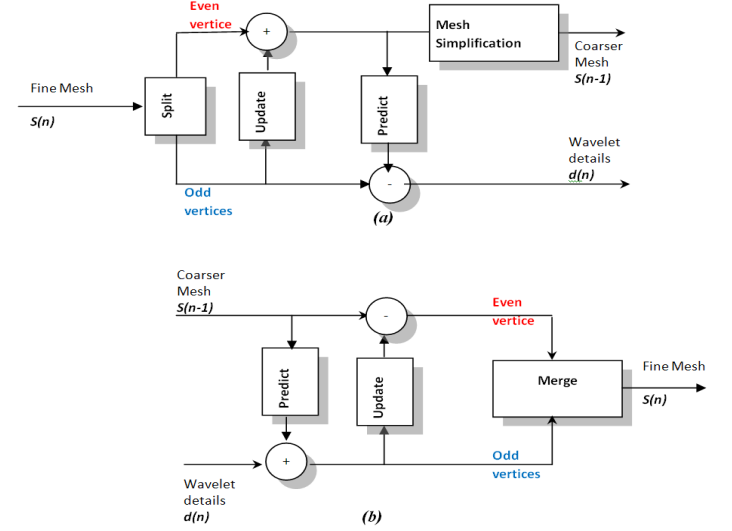 Even
vertice
+
Mesh
Simplification
Coarser
Mesh
S(n-1)
Fine Mesh
S(n)
Split
Update
Predict
Wavelet
details
d(n)
-
Odd
vertices
(a)
Coarser
Mesh
S(n-1)
-
Even
vertice
Predict
Update
Merge
Fine Mesh
S(n)
+
Odd
vertices
Wavelet
details
d(n)
(b)